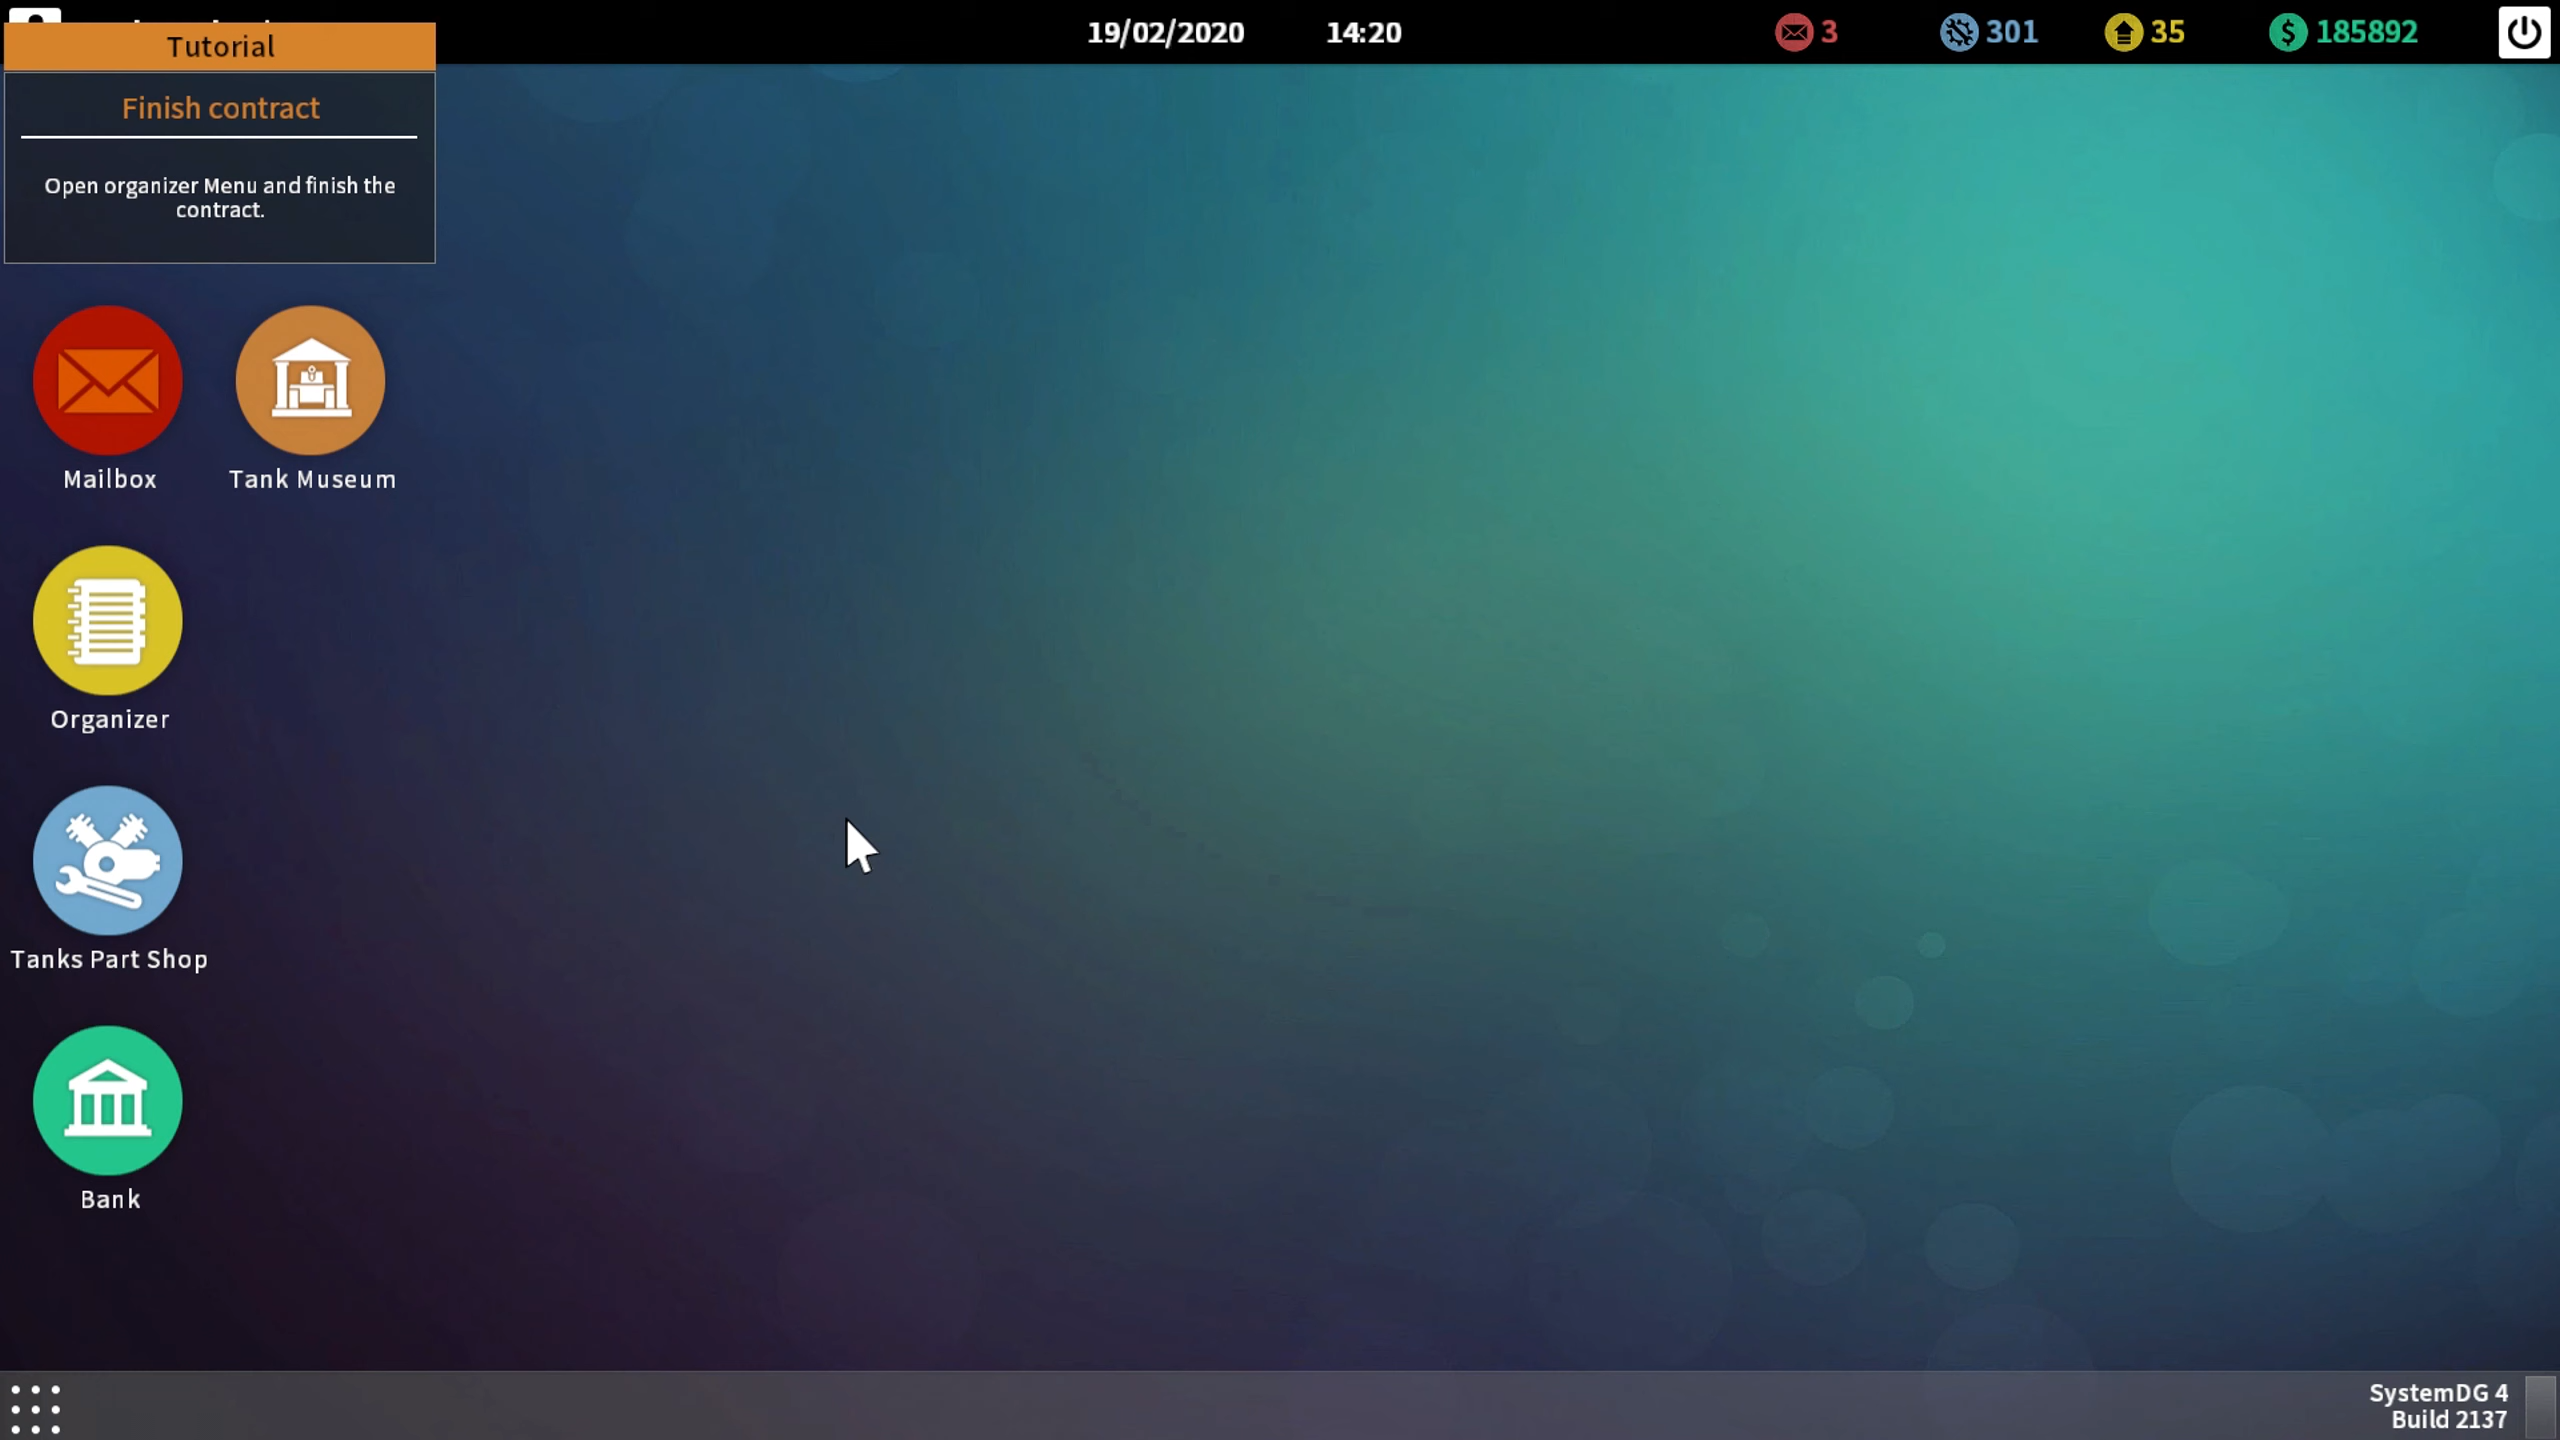 19/02/2020 14:20 3 301 35 185892
Tutorial
Finish contract
Open organizer Menu and finish the
contract.
Mailbox
Tank Museum
Organizer
Tanks Part Shop
Bank
SystemDG 4
Build 2137